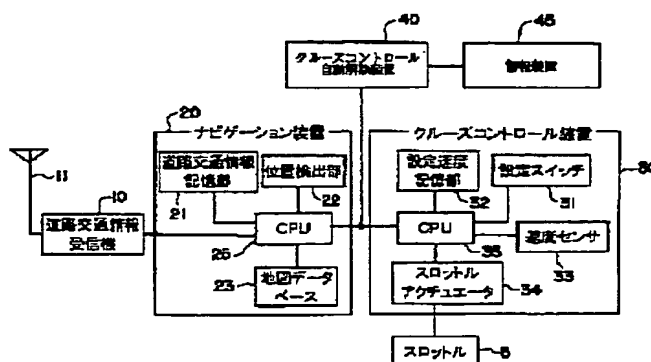 40
45
クルーズコントロール
自動解除装置
警報装置
20
ナビゲーション装置
クルーズコントロール装置
30
11
道路交通情報
記憶部
21
位置検出部
22
設定速度
記憶部
32
設定スイッチ
31
10
道路交通情報
受信機
CPU
25
CPU
35
速度センサ
33
23
地図データ
ベース
スロットル
アクチュエータ
34
スロットル
5